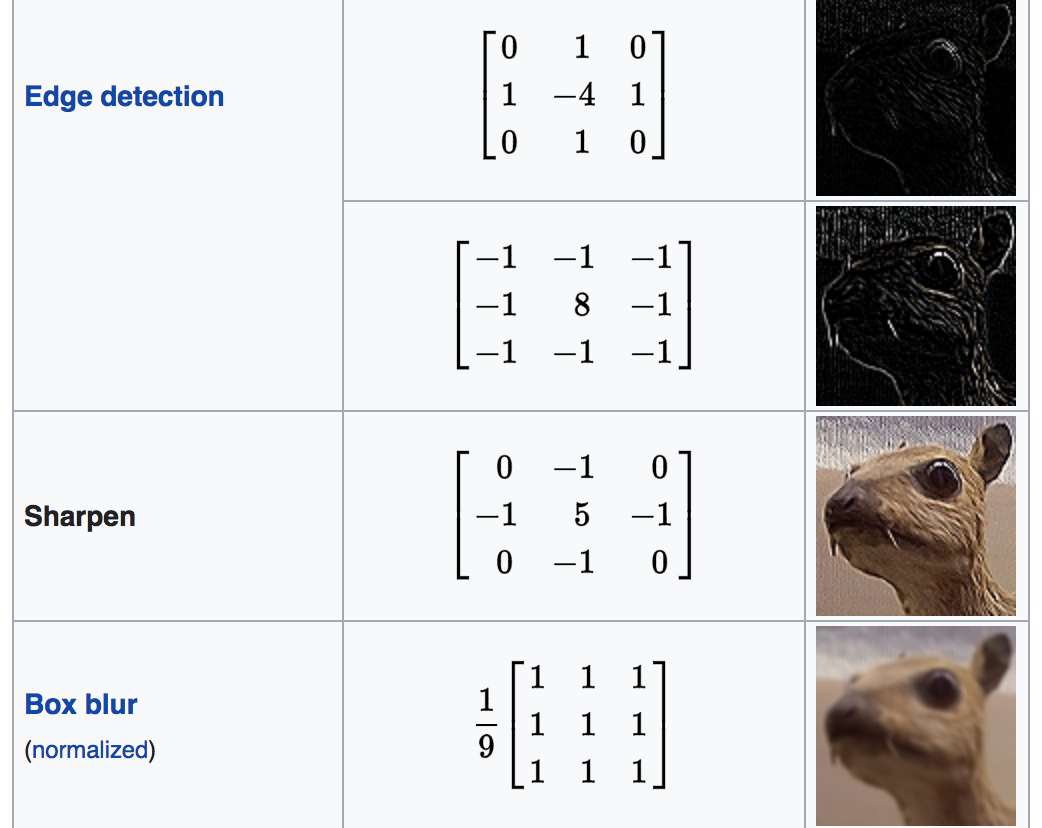 Edge detection
0 1 0
1 −4 1
0 1 0
−1 −1 −1
−1 8 −1
−1 −1 −1
Sharpen
0 −1 0
−1 5 −1
0 −1 0
Box blur
(normalized)
1
9
1 1 1
1 1 1
1 1 1